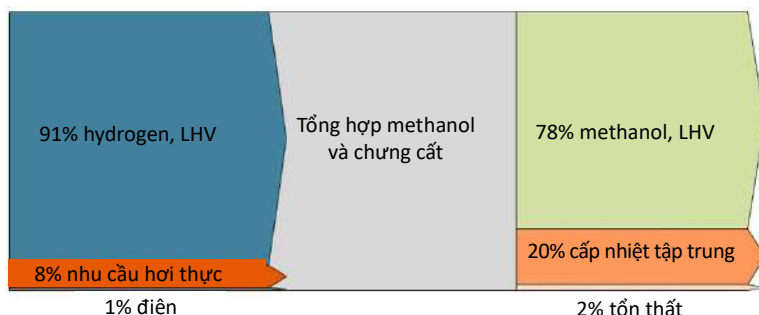 91% hydrogen, LHV
8% nhu cầu hơi thực
1% điên
Tổng hợp methanol
và chưng cất
78% methanol, LHV
20% cấp nhiệt tập trung
2% tổn thất